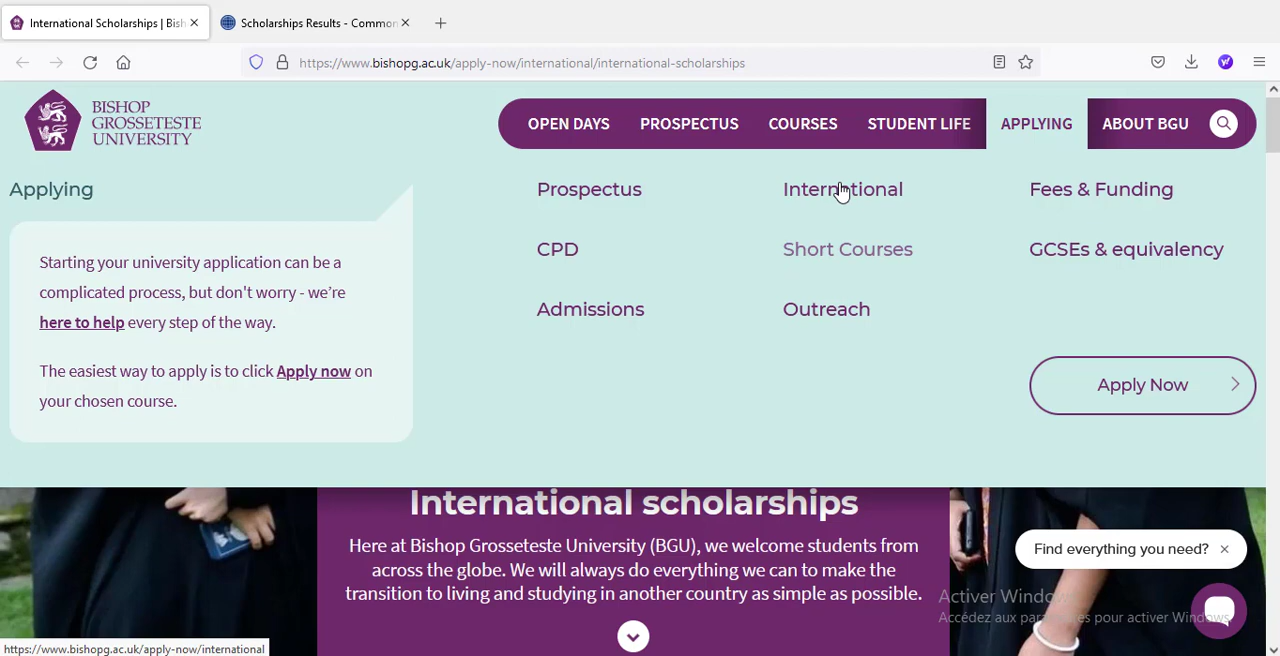 International Scholarships | Bish
Scholarships Results - Common
https://www.bishopg.ac.uk/apply-now/international/international-scholarships
BISHOP
GROSSETESTE
UNIVERSITY
OPEN DAYS PROSPECTUS COURSES STUDENT LIFE APPLYING ABOUT BGU
Applying
Prospectus International Fees & Funding
CPD Short Courses GCSEs & equivalency
Admissions Outreach
Starting your university application can be a
complicated process, but don't worry - we're
here to help every step of the way.
The easiest way to apply is to click Apply now on
your chosen course.
Apply Now
International scholarships
Here at Bishop Grosseteste University (BGU), we welcome students from
across the globe. We will always do everything we can to make the
transition to living and studying in another country as simple as possible.
Find everything you need?
Activer Windows
Accédez aux paramètres pour activer Windows.
https://www.bishopg.ac.uk/apply-now/international